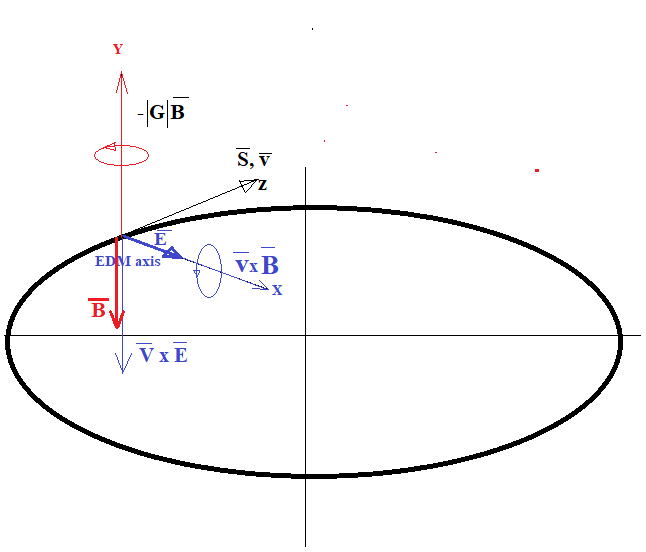 Y
-|G|B̅
S̅, v̅
z
E̅
EDM axis
v̅x B̅
x
B̅
V̅ x E̅